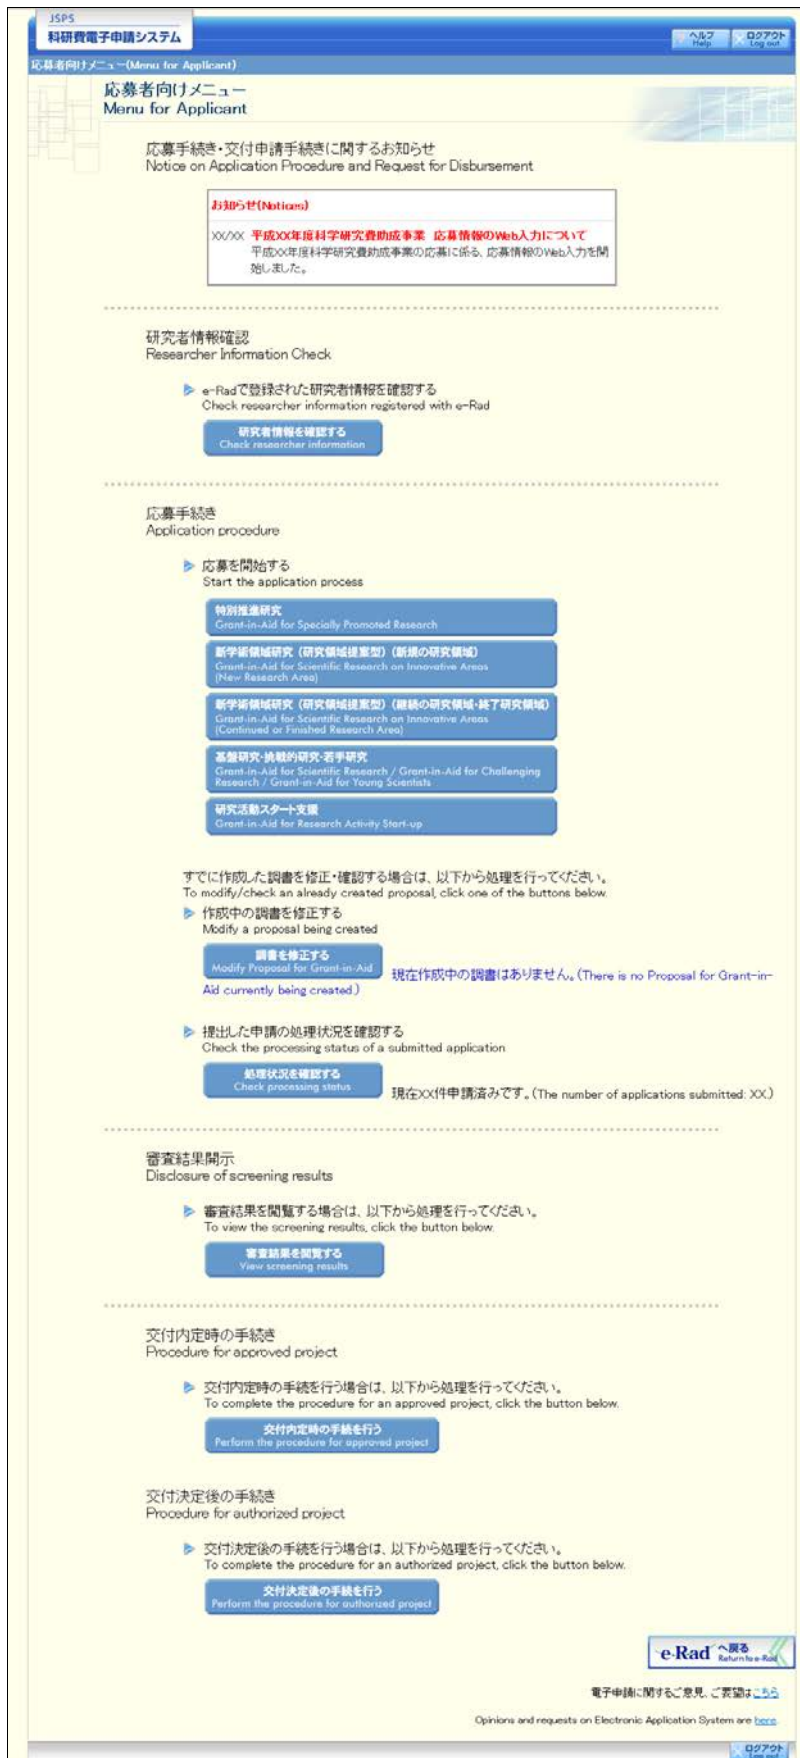 JSPS
科研費電子申請システム
ヘルプ
Help
ログアウト
Log out
応募者向けメニュー(Menu for Applicant)
応募者向けメニュー
Menu for Applicant
応募手続き・交付申請手続きに関するお知らせ
Notice on Application Procedure and Request for Disbursement
お知らせ(Notices)
XX/XX 平成XX年度科学研究費助成事業 応募情報のWeb入力について
平成XX年度科学研究費助成事業の応募に係る、応募情報のWeb入力を開
始しました。
研究者情報確認
Researcher Information Check
e-Radで登録された研究者情報を確認する
Check researcher information registered with e-Rad
研究者情報を確認する
Check researcher information
応募手続き
Application procedure
応募を開始する
Start the application process
特別推進研究
Grant-in-Aid for Specially Promoted Research
新学術領域研究（研究領域提案型）（新規の研究領域）
Grant-in-Aid for Scientific Research on Innovative Areas
(New Research Area)
新学術領域研究（研究領域提案型）（継続の研究領域・終了研究領域）
Grant-in-Aid for Scientific Research on Innovative Areas
(Continued or Finished Research Area)
基盤研究・挑戦的研究・若手研究
Grant-in-Aid for Scientific Research / Grant-in-Aid for Challenging
Research / Grant-in-Aid for Young Scientists
研究活動スタート支援
Grant-in-Aid for Research Activity Start-up
すでに作成した調書を修正・確認する場合は、以下から処理を行ってください。
To modify/check an already created proposal, click one of the buttons below.
作成中の調書を修正する
Modify a proposal being created
調書を修正する
Modify Proposal for Grant-in-Aid
現在作成中の調書はありません。(There is no Proposal for Grant-in-
Aid currently being created.)
提出した申請の処理状況を確認する
Check the processing status of a submitted application
処理状況を確認する
Check processing status
現在XX件申請済みです。(The number of applications submitted: XX.)
審査結果開示
Disclosure of screening results
審査結果を閲覧する場合は、以下から処理を行ってください。
To view the screening results, click the button below.
審査結果を閲覧する
View screening results
交付内定時の手続き
Procedure for approved project
交付内定時の手続を行う場合は、以下から処理を行ってください。
To complete the procedure for an approved project, click the button below.
交付内定時の手続を行う
Perform the procedure for approved project
交付決定後の手続き
Procedure for authorized project
交付決定後の手続を行う場合は、以下から処理を行ってください。
To complete the procedure for an authorized project, click the button below.
交付決定後の手続を行う
Perform the procedure for authorized project
e-Rad へ戻る
Return to e-Rad
電子申請に関するご意見、ご要望はこちら
Opinions and requests on Electronic Application System are here.
ログアウト
Log out